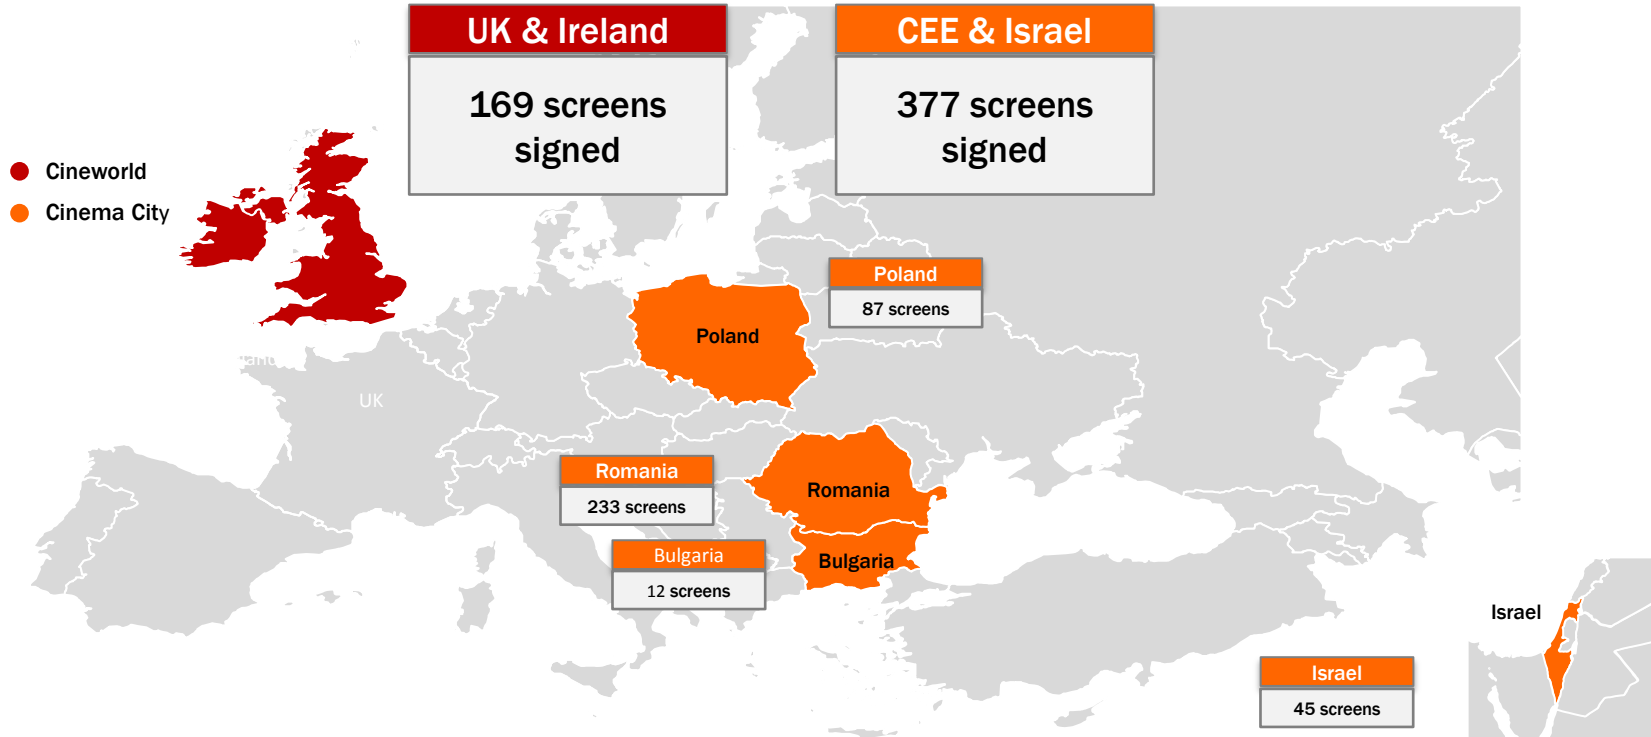 UK & Ireland
169 screens
signed
CEE & Israel
377 screens
signed
Cineworld
Cinema City
Poland
87 screens
Poland
UK
Romania
233 screens
Romania
Bulgaria
12 screens
Bulgaria
Israel
Israel
45 screens